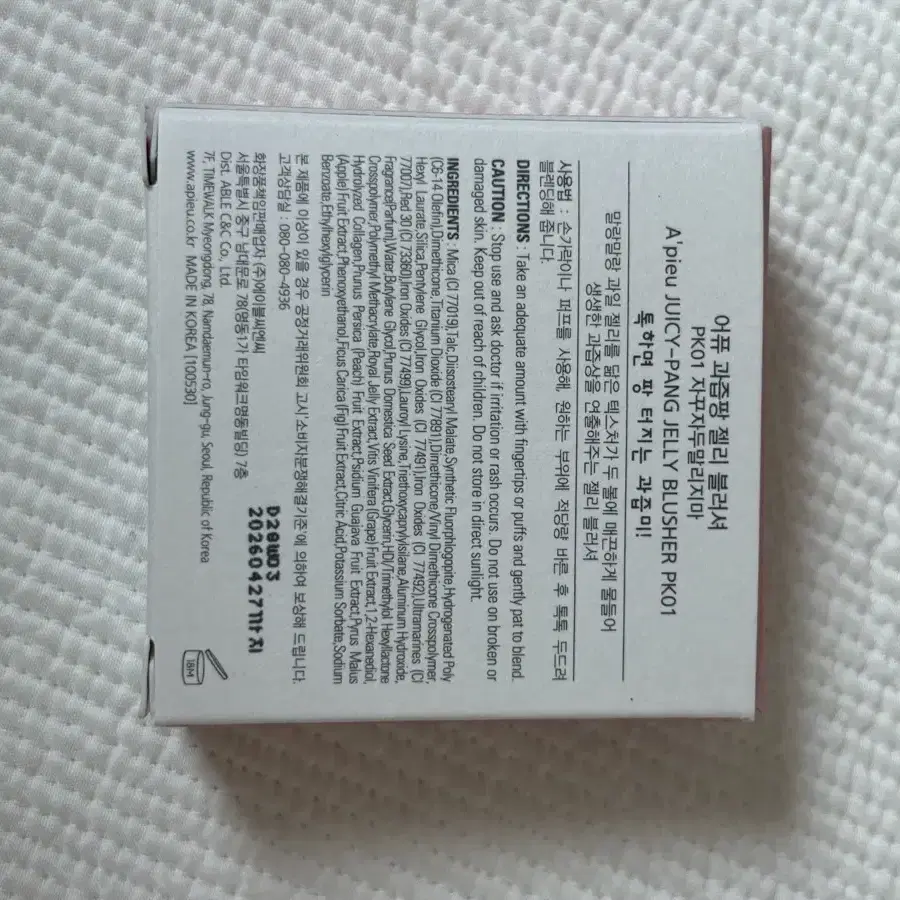 어퓨 과즙팡 젤리 블러셔
PK01 자꾸자두말리지마
A'pieu JUICY-PANG JELLY BLUSHER PK01
톡하면 팡 터지는 과즙미!
말랑말랑 과일 젤리를 닮은 텍스처가 두 볼에 매끈하게 물들어
생생한 과즙상을 연출해주는 젤리 블러셔
사용법 : 손가락이나 퍼프를 사용해, 원하는 부위에 적당량 바른 후 톡톡 두드려
블렌딩해 줍니다.
DIRECTIONS : Take an adequate amount with fingertips or puffs and gently pat to blend.
CAUTION : Stop use and ask doctor if irritation or rash occurs. Do not use on broken or
damaged skin. Keep out of reach of children. Do not store in direct sunlight.
INGREDIENTS : Mica (CI 77019),Talc,Diisostearyl Malate,Synthetic Fluorphlogopite,Hydrogenated Poly
(C6-14 Olefin),Dimethicone,Titanium Dioxide (CI 77891),Dimethicone/Vinyl Dimethicone Crosspolymer,
Hexyl Laurate,Silica,Pentylene Glycol,Iron Oxides (CI 77491),Iron Oxides (CI 77492),Ultramarines (CI
77007),Red 30 (CI 73360),Iron Oxides (CI 77499),Lauroyl Lysine,Triethoxycaprylylsilane,Aluminum Hydroxide,
Fragrance(Parfum),Water,Butylene Glycol,Prunus Domestica Seed Extract,Glycerin,HDI/Trimethylol Hexyllactone
Crosspolymer,Polymethyl Methacrylate,Royal Jelly Extract,Vitis Vinifera (Grape) Fruit Extract,1,2-Hexanediol,
Hydrolyzed Collagen,Prunus Persica (Peach) Fruit Extract,Psidium Guajava Fruit Extract,Pyrus Malus
(Apple) Fruit Extract,Phenoxyethanol,Ficus Carica (Fig) Fruit Extract,Citric Acid,Potassium Sorbate,Sodium
Benzoate,Ethylhexylglycerin
본 제품에 이상이 있을 경우 공정거래위원회 고시'소비자분쟁해결기준'에 의하여 보상해 드립니다.
고객상담실 : 080-080-4936
D28W03
20260427까지
화장품책임판매업자 (주)에이블씨엔씨
서울특별시 중구 남대문로 78(명동1가 타임워크명동빌딩) 7층
Dist. ABLE C&C Co., Ltd.
7F, TIMEWALK Myeongdong, 78, Namdaemun-ro, Jung-gu, Seoul, Republic of Korea
www.apieu.co.kr MADE IN KOREA [100530]
18M